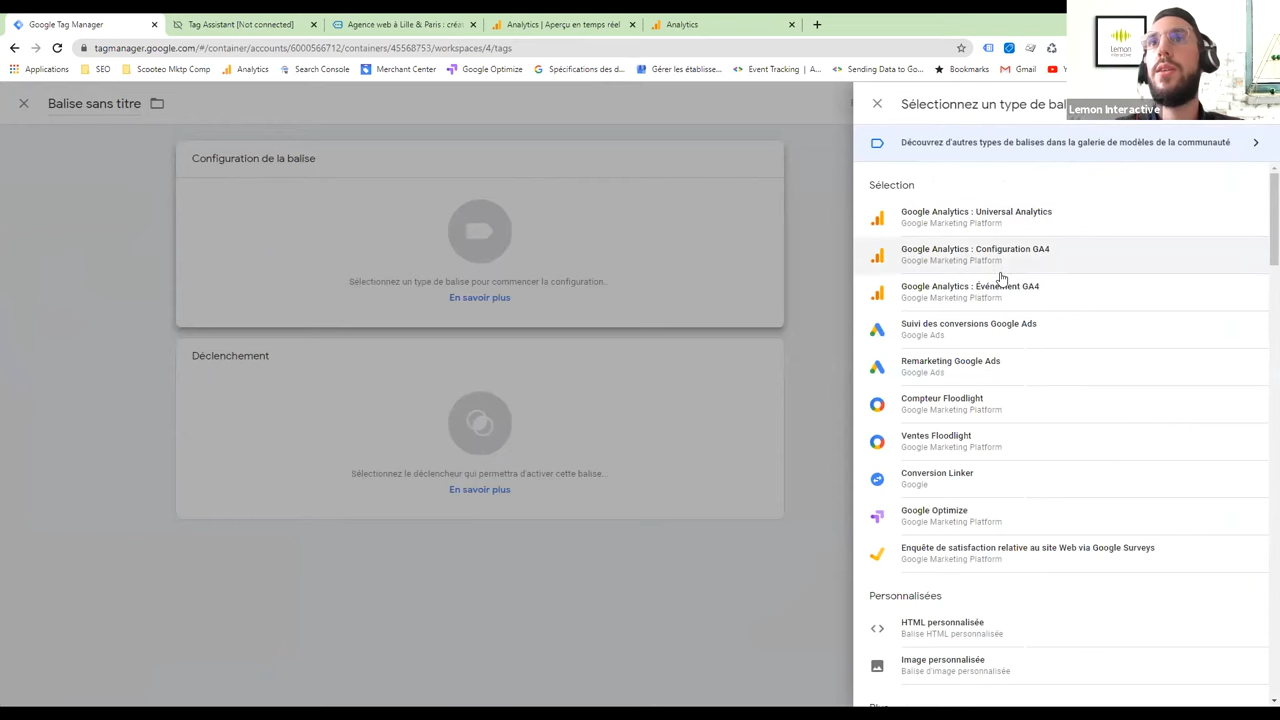 Google Tag Manager
Tag Assistant [Not connected]
Agence web à Lille & Paris : créa
Analytics | Aperçu en temps réel
Analytics
tagmanager.google.com/#/container/accounts/6000566712/containers/45568753/workspaces/4/tags
Applications
SEO
Scooteo Mktp Comp
Analytics
Search Console
Merchant Center
Google Optimize
Spécifications des d...
Gérer les établisse...
Event Tracking | A...
Sending Data to Go...
Bookmarks
Gmail
Lemon
interactive
Lemon Interactive
Balise sans titre
Sélectionnez un type de bal
Configuration de la balise
Sélectionnez un type de balise pour commencer la configuration...
En savoir plus
Déclenchement
Sélectionnez le déclencheur qui permettra d'activer cette balise...
En savoir plus
Découvrez d'autres types de balises dans la galerie de modèles de la communauté
Sélection
Google Analytics : Universal Analytics
Google Marketing Platform
Google Analytics : Configuration GA4
Google Marketing Platform
Google Analytics : Événement GA4
Google Marketing Platform
Suivi des conversions Google Ads
Google Ads
Remarketing Google Ads
Google Ads
Compteur Floodlight
Google Marketing Platform
Ventes Floodlight
Google Marketing Platform
Conversion Linker
Google
Google Optimize
Google Marketing Platform
Enquête de satisfaction relative au site Web via Google Surveys
Google Marketing Platform
Personnalisées
HTML personnalisée
Balise HTML personnalisée
Image personnalisée
Balise d'image personnalisée